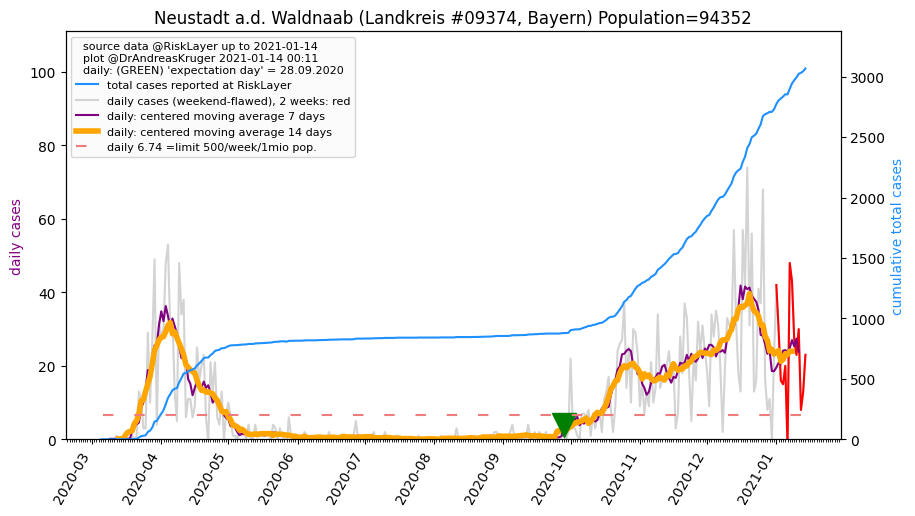 Neustadt a.d. Waldnaab (Landkreis #09374, Bayern) Population=94352
source data @RiskLayer up to 2021-01-14
plot @DrAndreasKruger 2021-01-14 00:11
daily: (GREEN) 'expectation day' = 28.09.2020
total cases reported at RiskLayer
daily cases (weekend-flawed), 2 weeks: red
daily: centered moving average 7 days
daily: centered moving average 14 days
daily 6.74 =limit 500/week/1mio pop.
daily cases
100
80
60
40
20
0
cumulative total cases
3000
2500
2000
1500
1000
500
0
2020-03
2020-04
2020-05
2020-06
2020-07
2020-08
2020-09
2020-10
2020-11
2020-12
2021-01